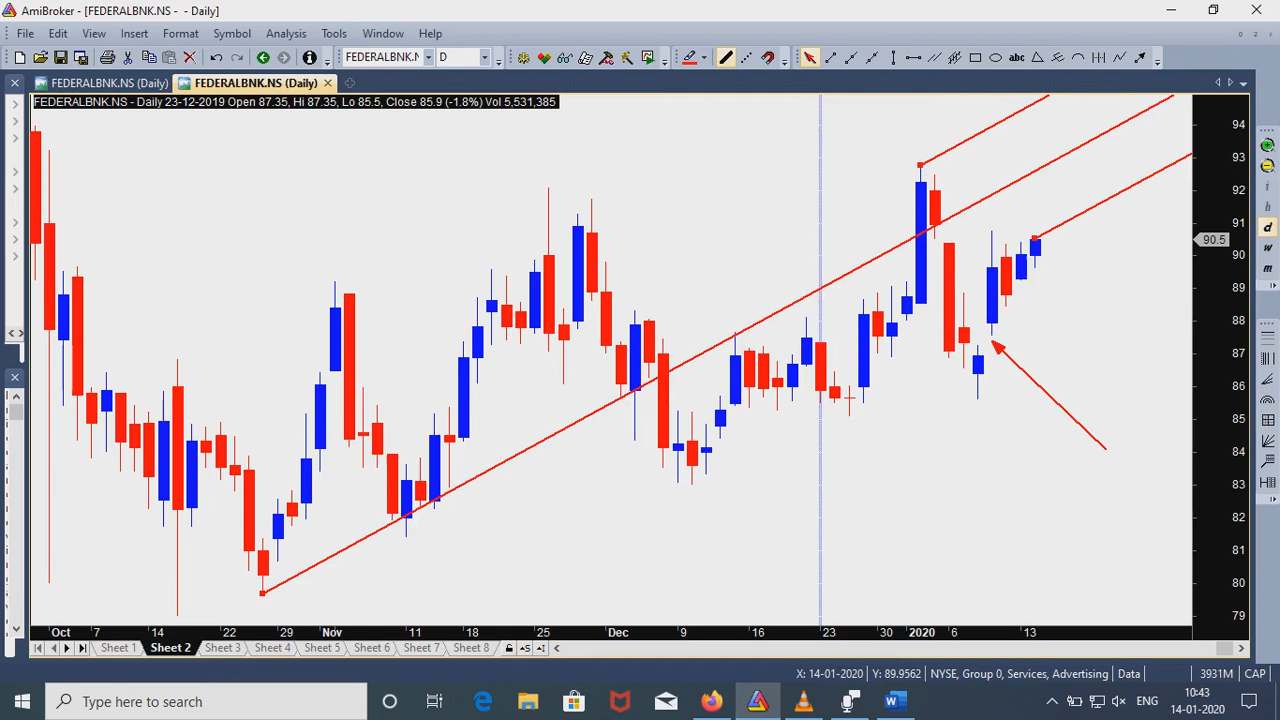 AmiBroker - [FEDERALBNK.NS - - Daily]
File Edit View Insert Format Symbol Analysis Tools Window Help
FEDERALBNK.N D
abc
FEDERALBNK.NS (Daily) FEDERALBNK.NS (Daily)
FEDERALBNK.NS - Daily 23-12-2019 Open 87.35, Hi 87.35, Lo 85.5, Close 85.9 (-1.8%) Vol 5,531,385
94
93
92
91
90.5
90
89
88
87
86
85
84
83
82
81
80
79
i
h
d
w
m
Oct 7 14 22 29 Nov 11 18 25 Dec 9 16 23 30 2020 6 13
Sheet 1 Sheet 2 Sheet 3 Sheet 4 Sheet 5 Sheet 6 Sheet 7 Sheet 8
X: 14-01-2020 Y: 89.9562 NYSE, Group 0, Services, Advertising Data 3931M CAP
Type here to search
ENG
10:43
14-01-2020